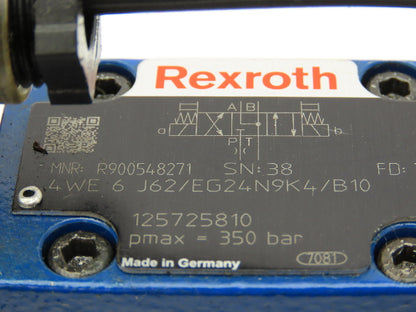 Rexroth
A B
a b
P T
MNR: R900548271 SN: 38 FD:
4WE 6 J62/EG24N9K4/B10
125725810
pmax = 350 bar
Made in Germany 7081